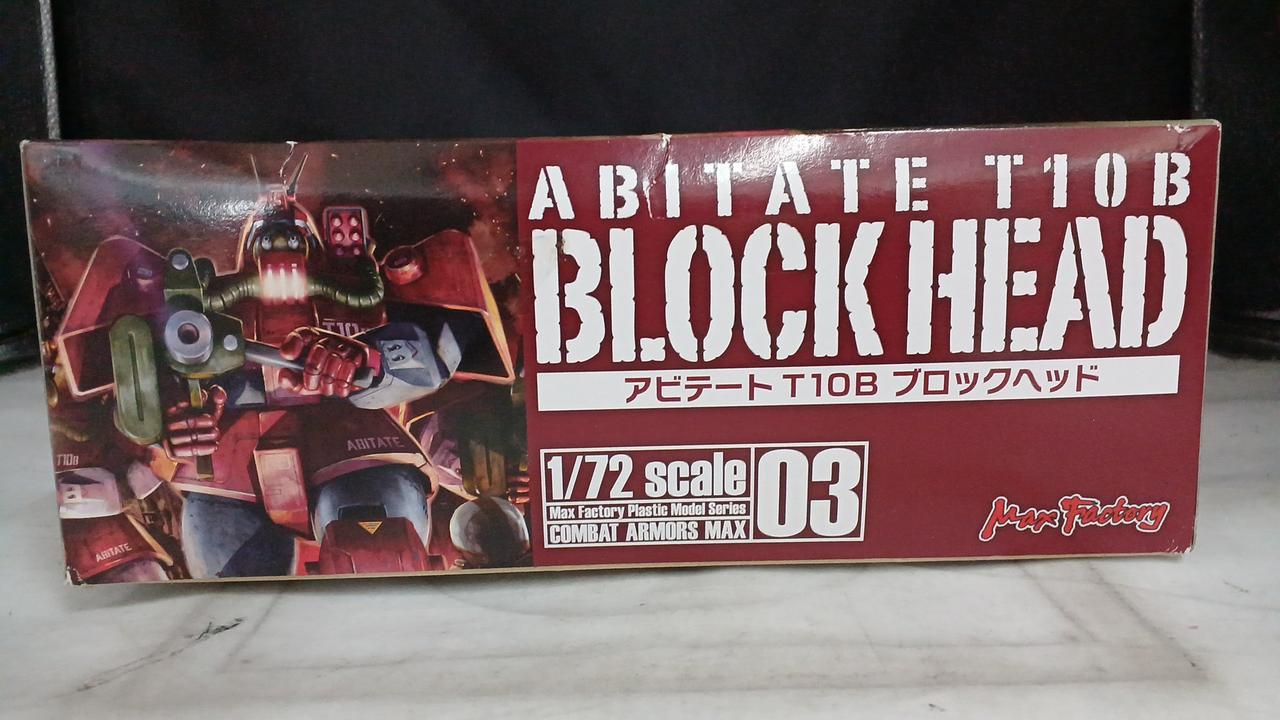 ABITATE T10B
BLOCK HEAD
アビテート T10B ブロックヘッド
1/72 scale
Max Factory Plastic Model Series
COMBAT ARMORS MAX
03
Max Factory
T10B
ABITATE
T10B
ABITATE